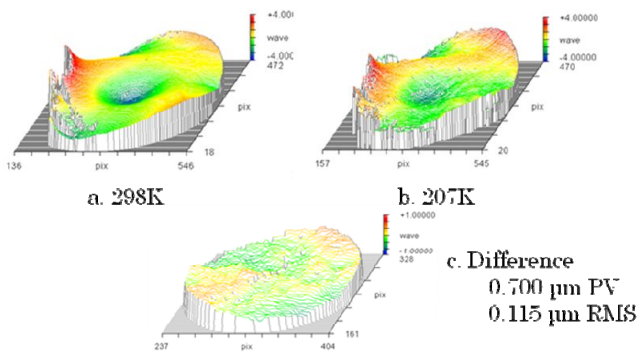 +4.00
wave
-4.000
472
pix
18
136
pix
546
a. 298K
+4.00000
wave
-4.00000
470
pix
20
157
pix
545
b. 207K
+1.00000
wave
-1.00000
328
pix
161
237
pix
404
c. Difference
0.700 µm PV
0.115 µm RMS